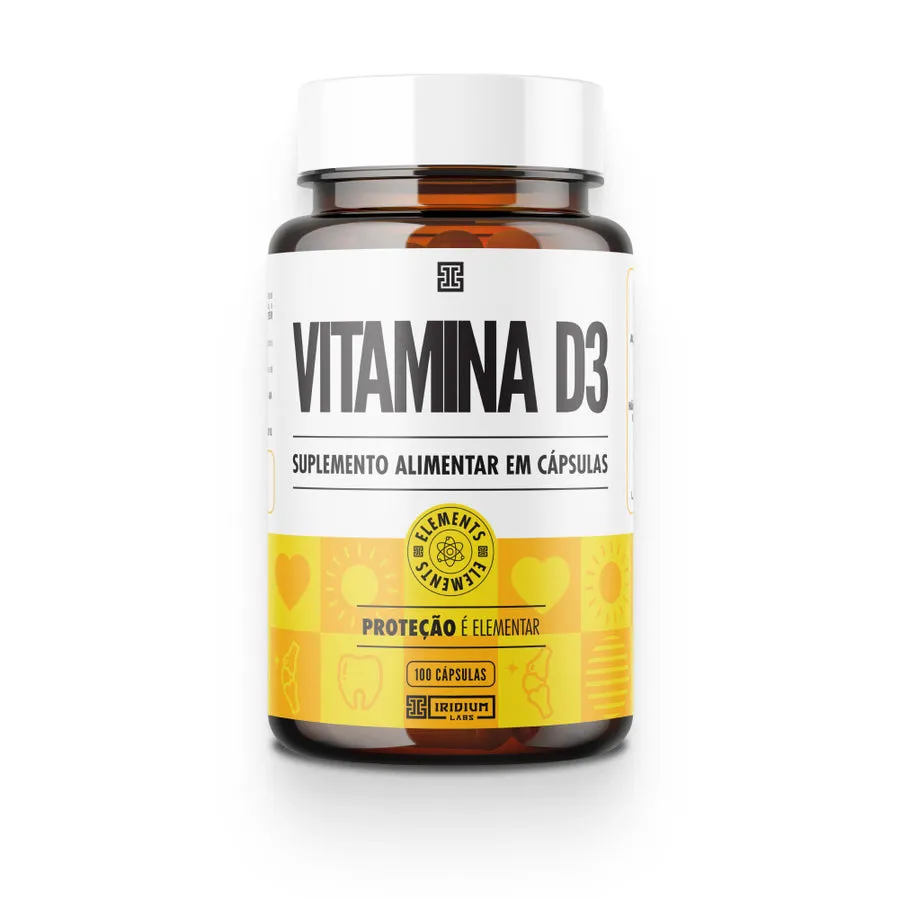 VITAMINA D3
SUPLEMENTO ALIMENTAR EM CÁPSULAS
ELEMENTS
ELEMENTS
PROTEÇÃO É ELEMENTAR
100 CÁPSULAS
IRIDIUM
LABS